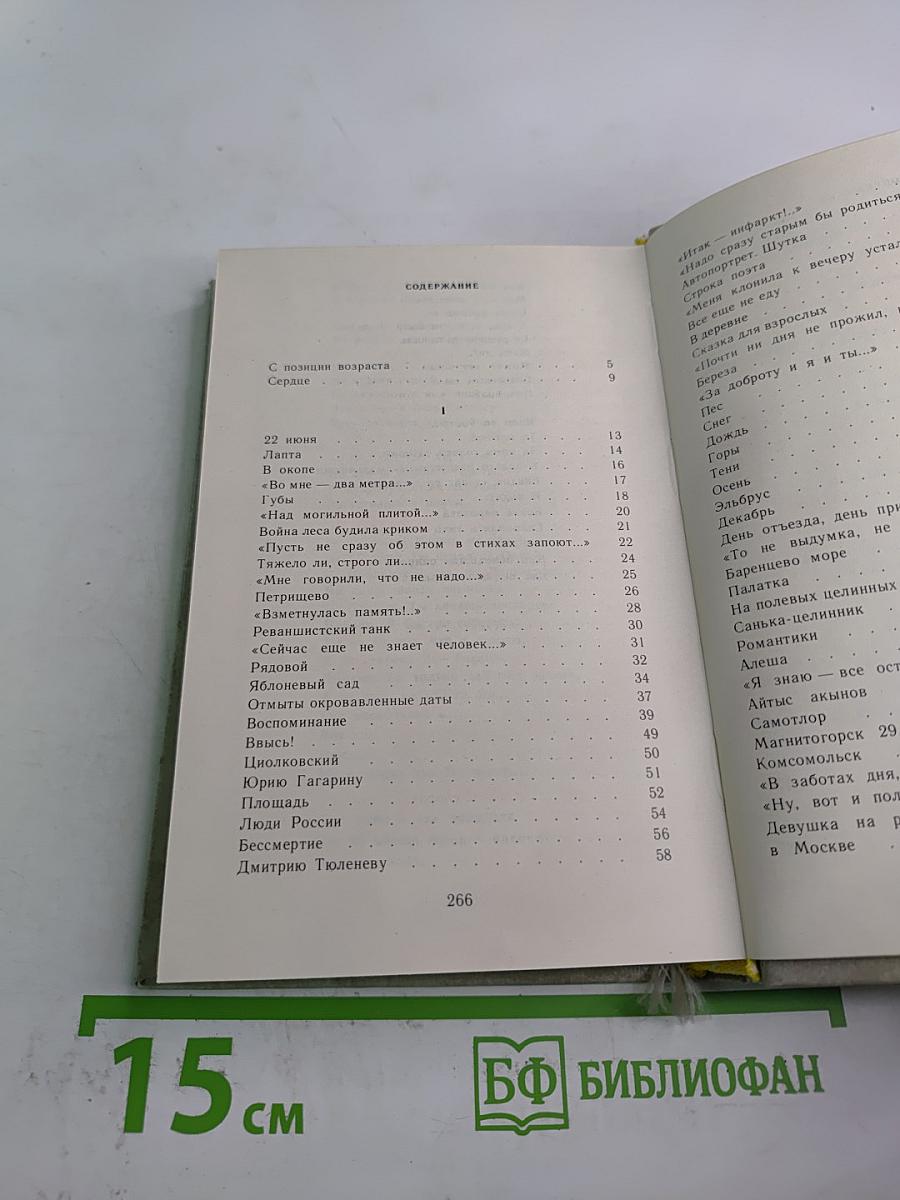 СОДЕРЖАНИЕ
С позиции возраста 5
Сердце 9
I
22 июня 13
Лапта 14
В окопе 16
«Во мне — два метра...» 17
Губы 18
«Над могильной плитой...» 20
Война леса будила криком 21
«Пусть не сразу об этом в стихах запоют...» 22
Тяжело ли, строго ли... 24
«Мне говорили, что не надо...» 25
Петрищево 26
«Взметнулась память!..» 28
Реваншистский танк 30
«Сейчас еще не знает человек...» 31
Рядовой 32
Яблоневый сад 34
Отмыты окровавленные даты 37
Воспоминание 39
Ввысь! 49
Циолковский 50
Юрию Гагарину 51
Площадь 52
Люди России 54
Бессмертие 56
Дмитрию Тюленеву 58
266
«Итак — инфаркт!..»
«Надо сразу старым бы родиться
Автопортрет. Шутка
Строка поэта
«Меня клонила к вечеру устал
Все еще не еду
В деревне
Сказка для взрослых
«Почти ни дня не прожил,
Береза
«За доброту и я и ты...»
Пес
Снег
Дождь
Горы
Тени
Осень
Эльбрус
Декабрь
День отъезда, день при
«То не выдумка, не
Баренцево море
Палатка
На полевых целинных
Санька-целинник
Романтики
Алеша
«Я знаю — все ост
Айтыс акынов
Самотлор
Магнитогорск 29
Комсомольск
«В заботах дня,
«Ну, вот и пол
Девушка на р
в Москве
15 см
БФ БИБЛИОФАН